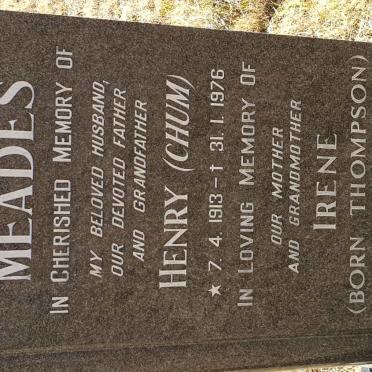 MEADES
IN CHERISHED MEMORY OF
MY BELOVED HUSBAND,
OUR DEVOTED FATHER
AND GRANDFATHER
HENRY (CHUM)
★ 7. 4. 1913 – † 31. 1. 1976
IN LOVING MEMORY OF
OUR MOTHER
AND GRANDMOTHER
IRENE
(BORN THOMPSON)